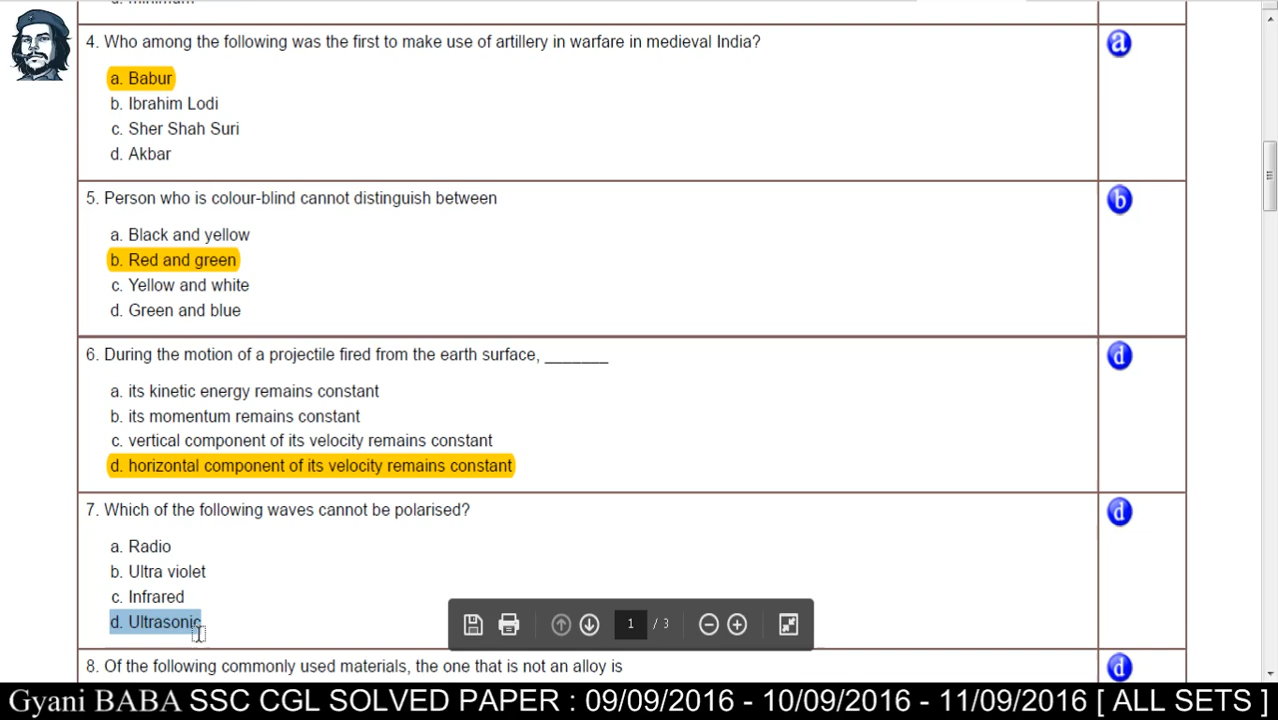 4. Who among the following was the first to make use of artillery in warfare in medieval India?
a
a. Babur
b. Ibrahim Lodi
c. Sher Shah Suri
d. Akbar
5. Person who is colour-blind cannot distinguish between
b
a. Black and yellow
b. Red and green
c. Yellow and white
d. Green and blue
6. During the motion of a projectile fired from the earth surface, _______
d
a. its kinetic energy remains constant
b. its momentum remains constant
c. vertical component of its velocity remains constant
d. horizontal component of its velocity remains constant
7. Which of the following waves cannot be polarised?
d
a. Radio
b. Ultra violet
c. Infrared
d. Ultrasonic
1 / 3
8. Of the following commonly used materials, the one that is not an alloy is
d
Gyani BABA SSC CGL SOLVED PAPER : 09/09/2016 - 10/09/2016 - 11/09/2016 [ ALL SETS ]